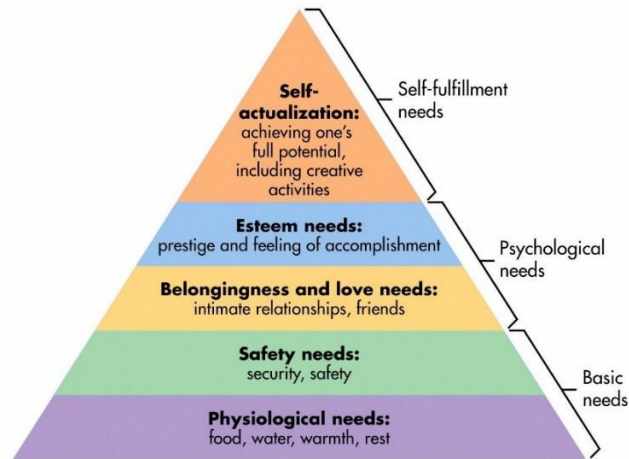 Self-
actualization:
achieving one's
full potential,
including creative
activities
Self-fulfillment
needs
Esteem needs:
prestige and feeling of accomplishment
Psychological
needs
Belongingness and love needs:
intimate relationships, friends
Safety needs:
security, safety
Basic
needs
Physiological needs:
food, water, warmth, rest